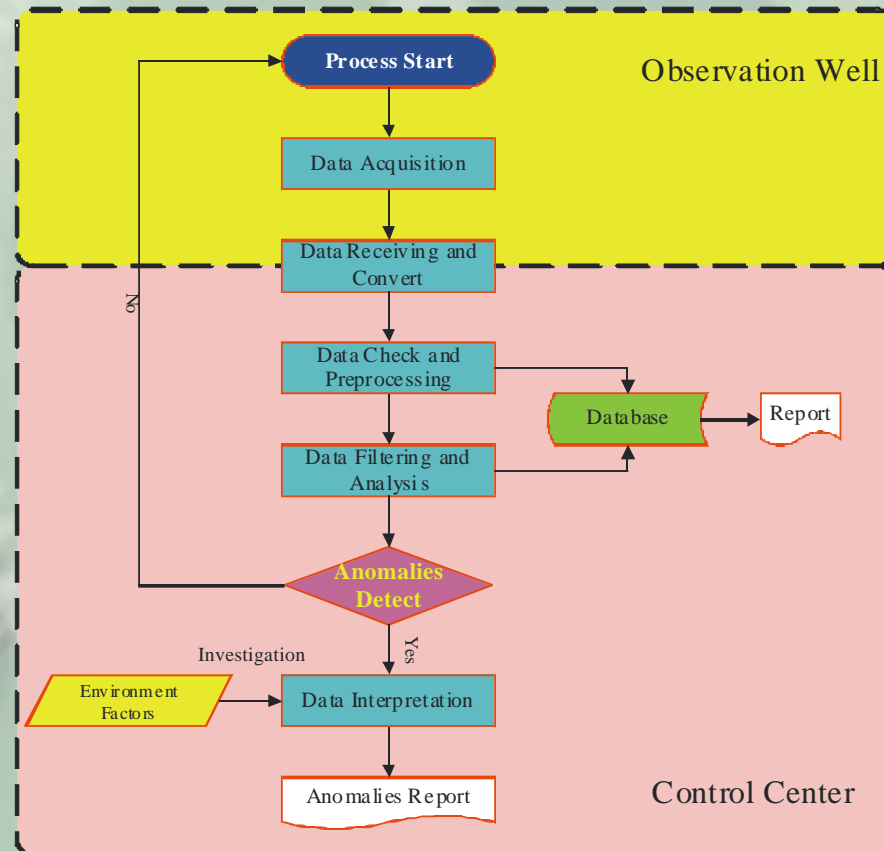 Process Start
Observation Well
Data Acquisition
Data Receiving and
Convert
No
Data Check and
Preprocessing
Database
Report
Data Filtering and
Analysis
Anomalies
Detect
Yes
Investigation
Environment
Factors
Data Interpretation
Anomalies Report
Control Center